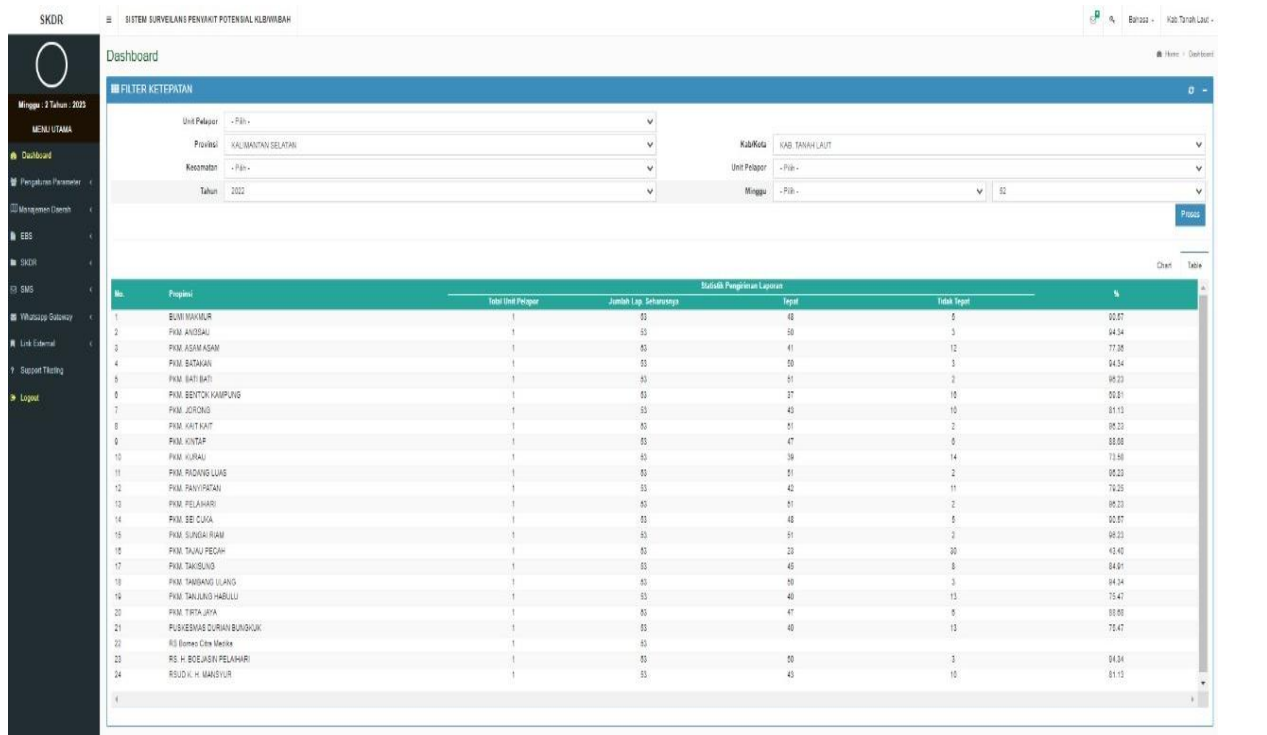 SKDR
SISTEM SURVEILANS PENYAKIT POTENSIAL KLB/WABAH
Bahasa
Kab.Tanah Laut
Dashboard
Home > Dashboard
Minggu : 2 Tahun : 2023
MENU UTAMA
Dashboard
Pengaturan Parameter
Manajemen Daerah
EBS
SKDR
SMS
Whatsapp Gateway
Link External
Support Tiketing
Logout
FILTER KETEPATAN
Unit Pelapor - Pilih -
Provinsi KALIMANTAN SELATAN Kab/Kota KAB. TANAH LAUT
Kecamatan - Pilih - Unit Pelapor - Pilih -
Tahun 2022 Minggu - Pilih - 52
Proses
Chart Table
No. Propinsi Statistik Pengiriman Laporan %
Total Unit Pelapor Jumlah Lap. Seharusnya Tepat Tidak Tepat
1 BUMI MAKMUR 1 53 48 5 90.57
2 PKM. ANGSAU 1 53 50 3 94.34
3 PKM. ASAM ASAM 1 53 41 12 77.36
4 PKM. BATAKAN 1 53 50 3 94.34
5 PKM. BATI BATI 1 53 51 2 96.23
6 PKM. BENTOK KAMPUNG 1 53 37 16 69.81
7 PKM. JORONG 1 53 43 10 81.13
8 PKM. KAIT KAIT 1 53 51 2 96.23
9 PKM. KINTAP 1 53 47 6 88.68
10 PKM. KURAU 1 53 39 14 73.58
11 PKM. PADANG LUAS 1 53 51 2 96.23
12 PKM. PANYIPATAN 1 53 42 11 79.25
13 PKM. PELAIHARI 1 53 51 2 96.23
14 PKM. SEI CUKA 1 53 48 5 90.57
15 PKM. SUNGAI RIAM 1 53 51 2 96.23
16 PKM. TAJAU PECAH 1 53 23 30 43.40
17 PKM. TAKISUNG 1 53 45 8 84.91
18 PKM. TAMBANG ULANG 1 53 50 3 94.34
19 PKM. TANJUNG HABULU 1 53 40 13 75.47
20 PKM. TIRTA JAYA 1 53 47 6 88.68
21 PUSKESMAS DURIAN BUNGKUK 1 53 40 13 75.47
22 RS Borneo Citra Medika 1 53
23 RS. H. BOEJASIN PELAIHARI 1 53 50 3 94.34
24 RSUD K. H. MANSYUR 1 53 43 10 81.13